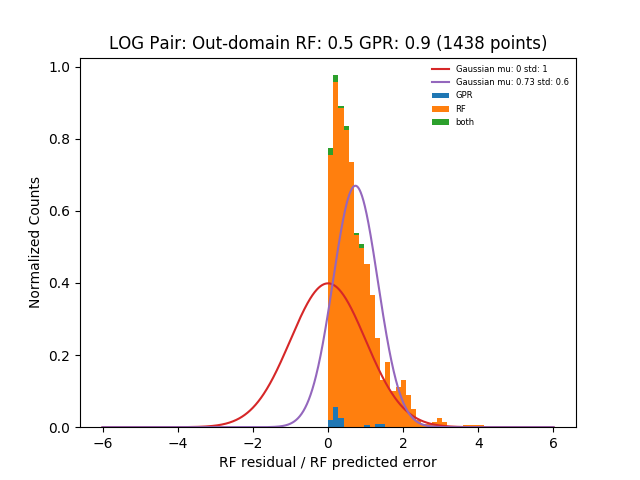 LOG Pair: Out-domain RF: 0.5 GPR: 0.9 (1438 points)
Gaussian mu: 0 std: 1
Gaussian mu: 0.73 std: 0.6
GPR
RF
both
Normalized Counts
1.0
0.8
0.6
0.4
0.2
0.0
−6 −4 −2 0 2 4 6
RF residual / RF predicted error